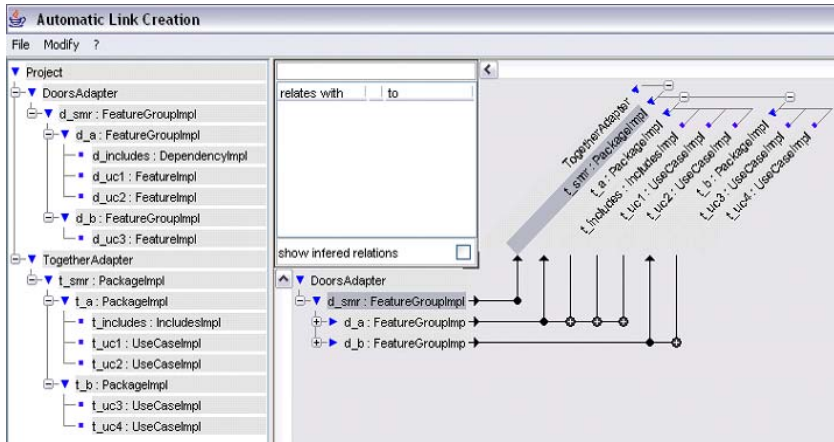 Automatic Link Creation
File Modify ?
Project
DoorsAdapter
d_smr : FeatureGroupImpl
d_a : FeatureGroupImpl
d_includes : DependencyImpl
d_uc1 : FeatureImpl
d_uc2 : FeatureImpl
d_b : FeatureGroupImpl
d_uc3 : FeatureImpl
TogetherAdapter
t_smr : PackageImpl
t_a : PackageImpl
t_includes : IncludesImpl
t_uc1 : UseCaseImpl
t_uc2 : UseCaseImpl
t_b : PackageImpl
t_uc3 : UseCaseImpl
t_uc4 : UseCaseImpl
relates with to
show infered relations
TogetherAdapter
t_smr : PackageImpl
t_a : PackageImpl
t_includes : IncludesImpl
t_uc1 : UseCaseImpl
t_uc2 : UseCaseImpl
t_b : PackageImpl
t_uc3 : UseCaseImpl
t_uc4 : UseCaseImpl
DoorsAdapter
d_smr : FeatureGroupImpl
d_a : FeatureGroupImp
d_b : FeatureGroupImp